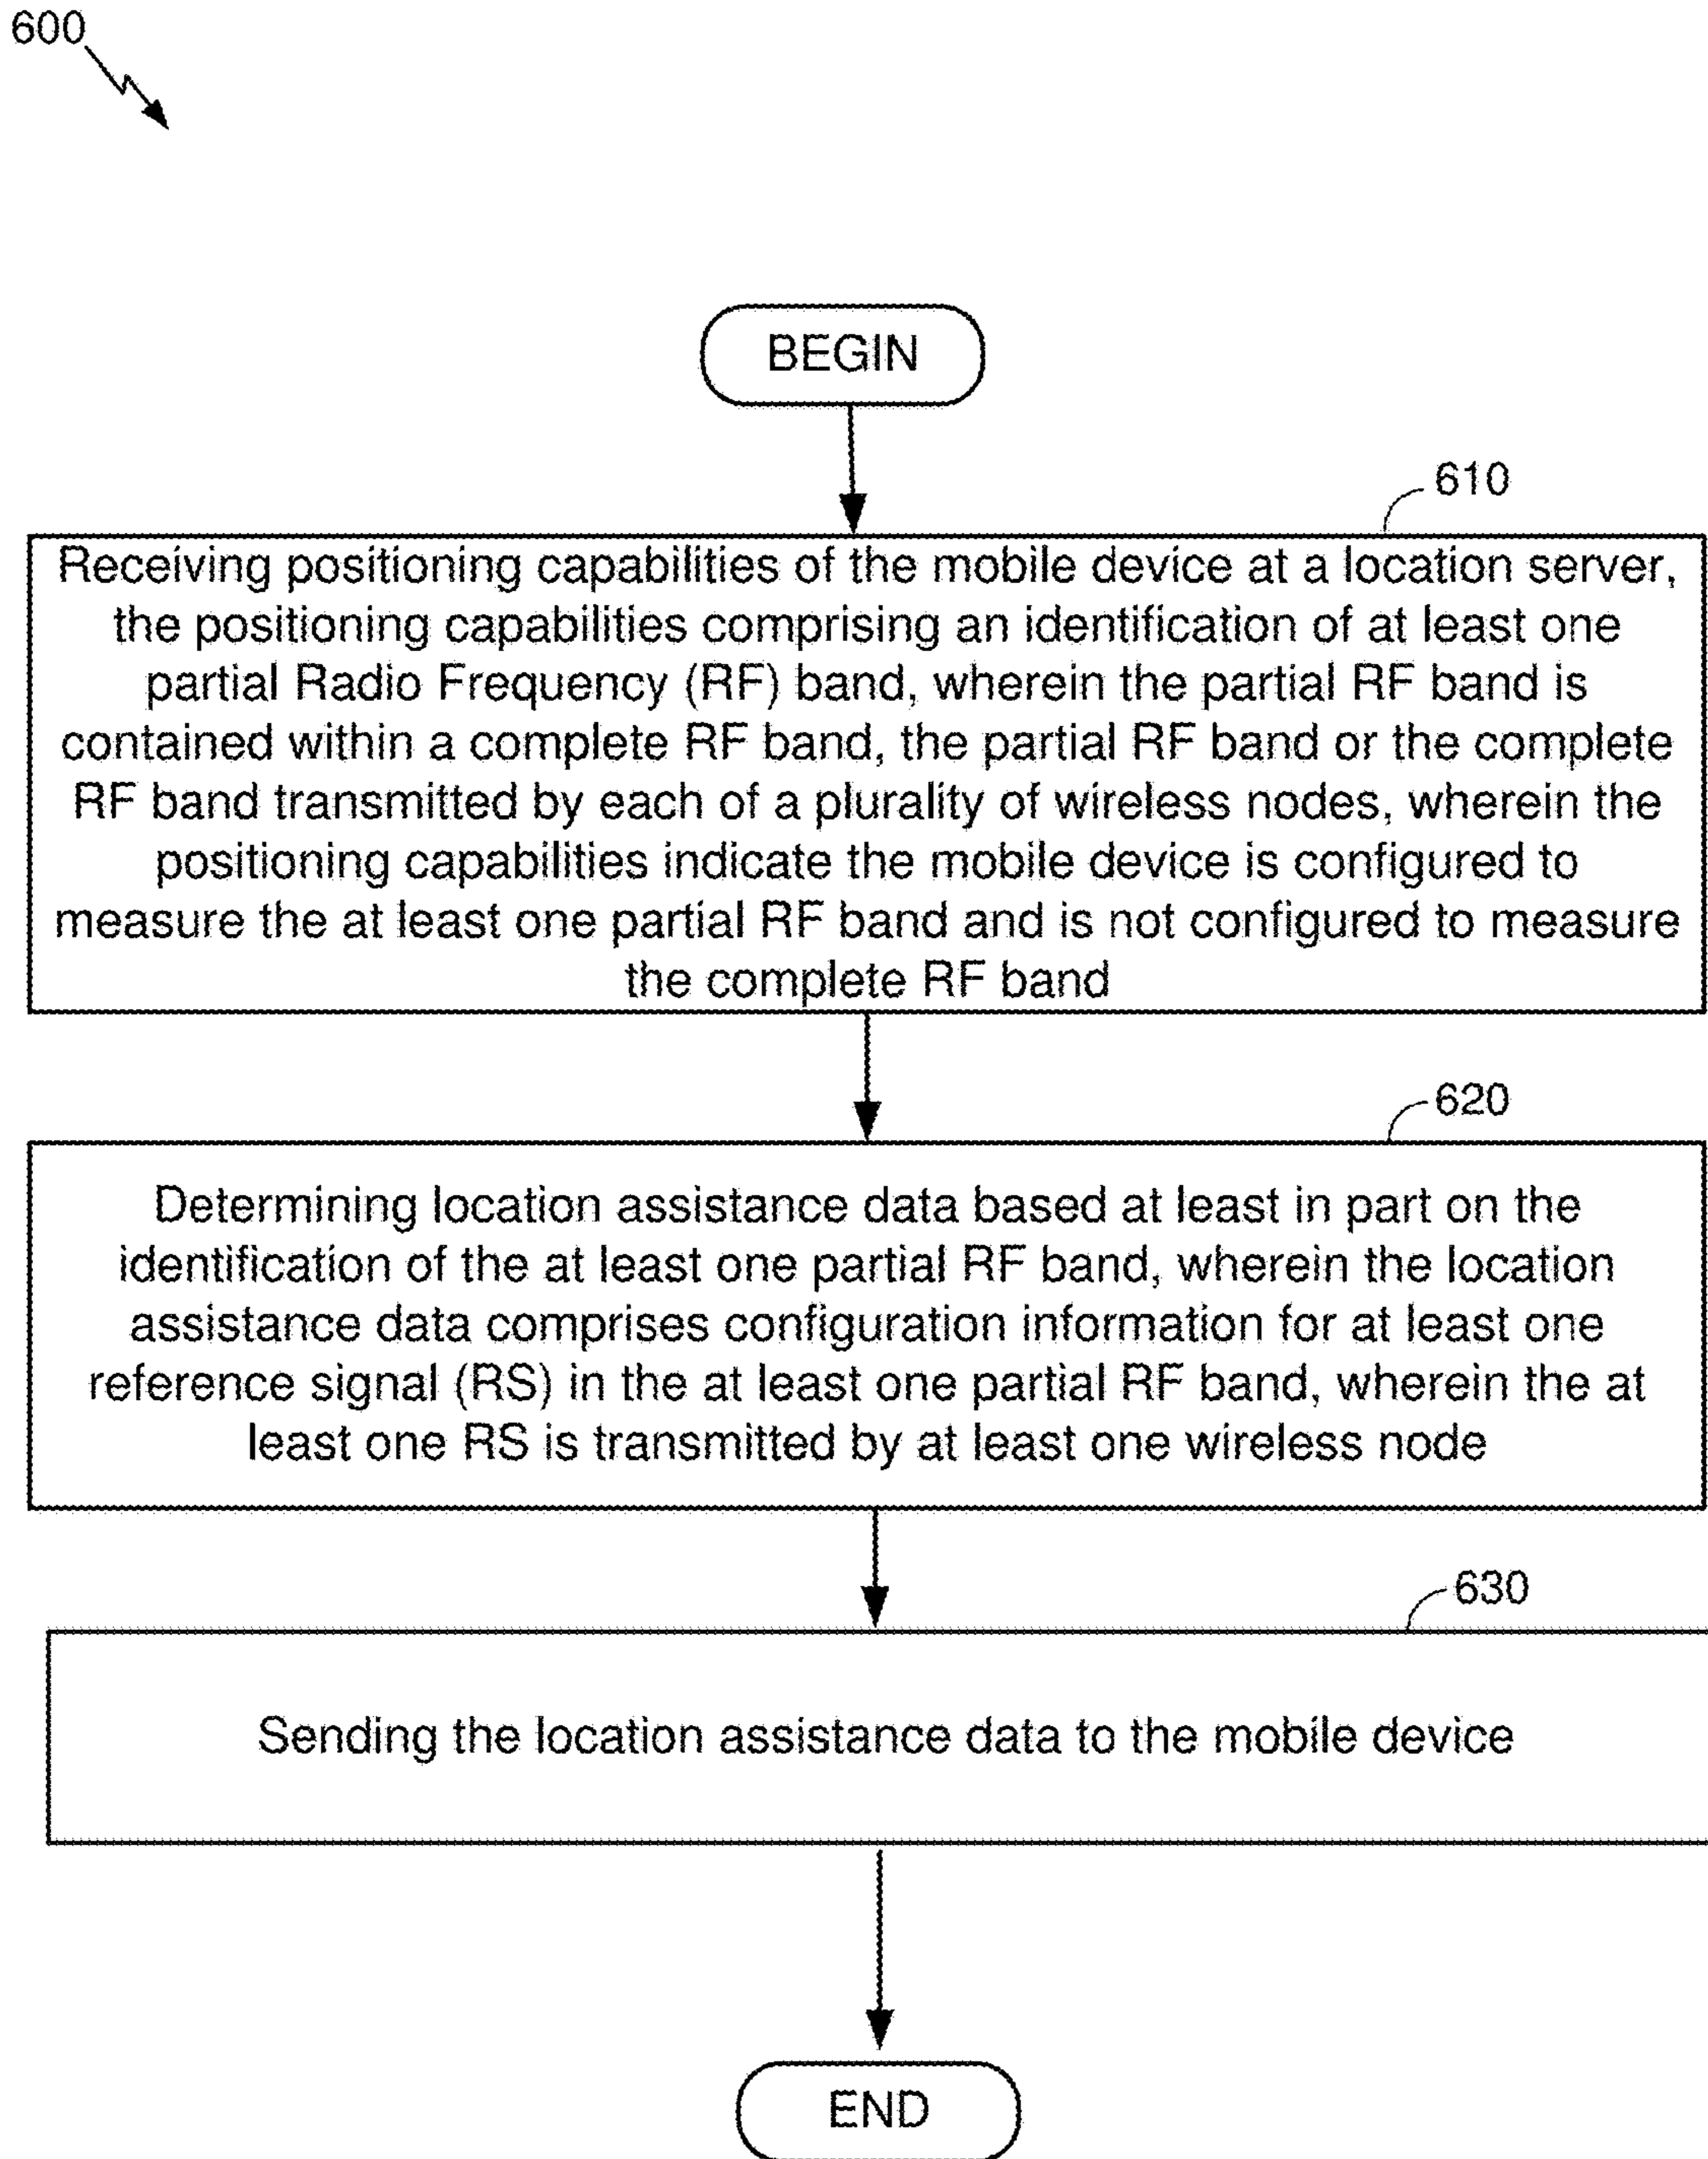 600
BEGIN
610
Receiving positioning capabilities of the mobile device at a location server,
the positioning capabilities comprising an identification of at least one
partial Radio Frequency (RF) band, wherein the partial RF band is
contained within a complete RF band, the partial RF band or the complete
RF band transmitted by each of a plurality of wireless nodes, wherein the
positioning capabilities indicate the mobile device is configured to
measure the at least one partial RF band and is not configured to measure
the complete RF band
620
Determining location assistance data based at least in part on the
identification of the at least one partial RF band, wherein the location
assistance data comprises configuration information for at least one
reference signal (RS) in the at least one partial RF band, wherein the at
least one RS is transmitted by at least one wireless node
630
Sending the location assistance data to the mobile device
END